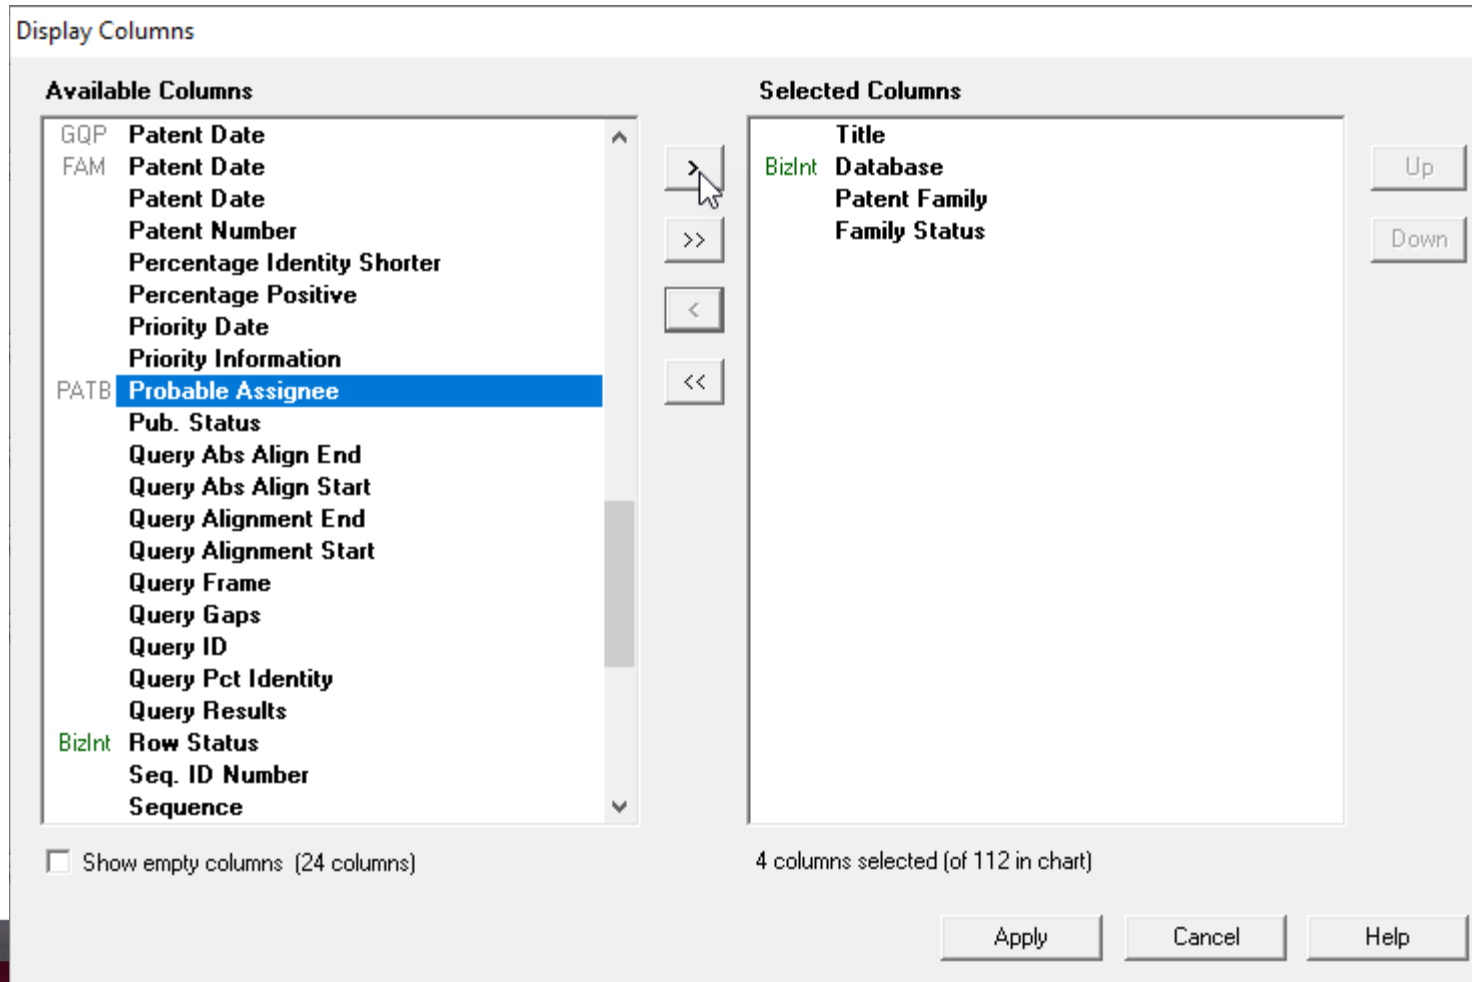 Display Columns
Available Columns
GQP Patent Date
FAM Patent Date
Patent Date
Patent Number
Percentage Identity Shorter
Percentage Positive
Priority Date
Priority Information
PATB Probable Assignee
Pub. Status
Query Abs Align End
Query Abs Align Start
Query Alignment End
Query Alignment Start
Query Frame
Query Gaps
Query ID
Query Pct Identity
Query Results
BizInt Row Status
Seq. ID Number
Sequence
Show empty columns (24 columns)
>
>>
<
<<
Selected Columns
Title
BizInt Database
Patent Family
Family Status
4 columns selected (of 112 in chart)
Up
Down
Apply
Cancel
Help